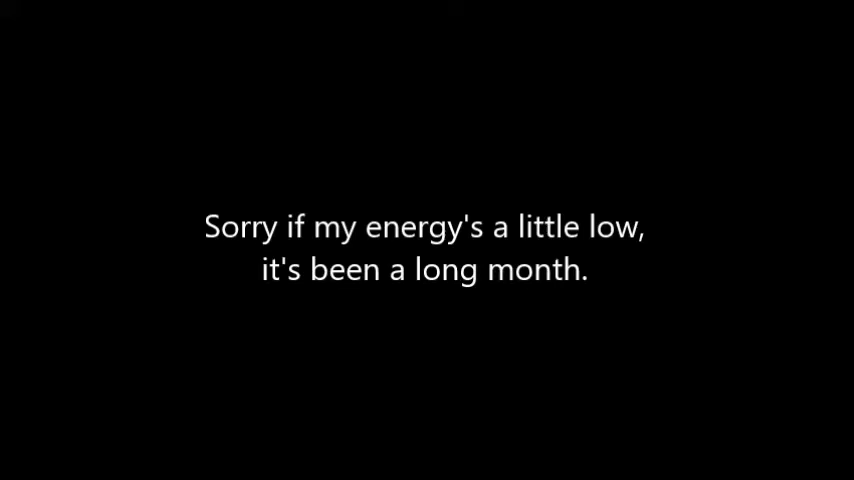 Sorry if my energy's a little low,
it's been a long month.